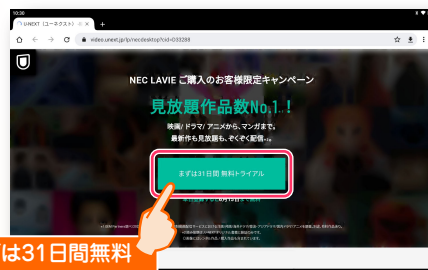 10:30
U-NEXT（ユーネクスト）
video.unext.jp/lp/necdesktop?cid=D33288
NEC LAVIE ご購入のお客様限定キャンペーン
見放題作品数No.1！
映画/ ドラマ/ アニメから、マンガまで。
最新作も見放題も、ぞくぞく配信…。
まずは31日間 無料トライアル
は31日間無料